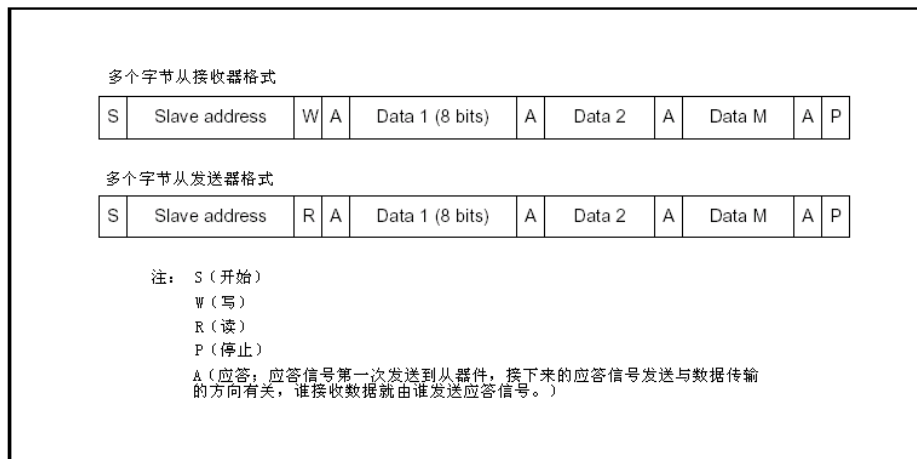 多个字节从接收器格式
S Slave address W A Data 1 (8 bits) A Data 2 A Data M A P
多个字节从发送器格式
S Slave address R A Data 1 (8 bits) A Data 2 A Data M A P
注： S（开始）
W（写）
R（读）
P（停止）
A（应答；应答信号第一次发送到从器件，接下来的应答信号发送与数据传输
的方向有关，谁接收数据就由谁发送应答信号。）